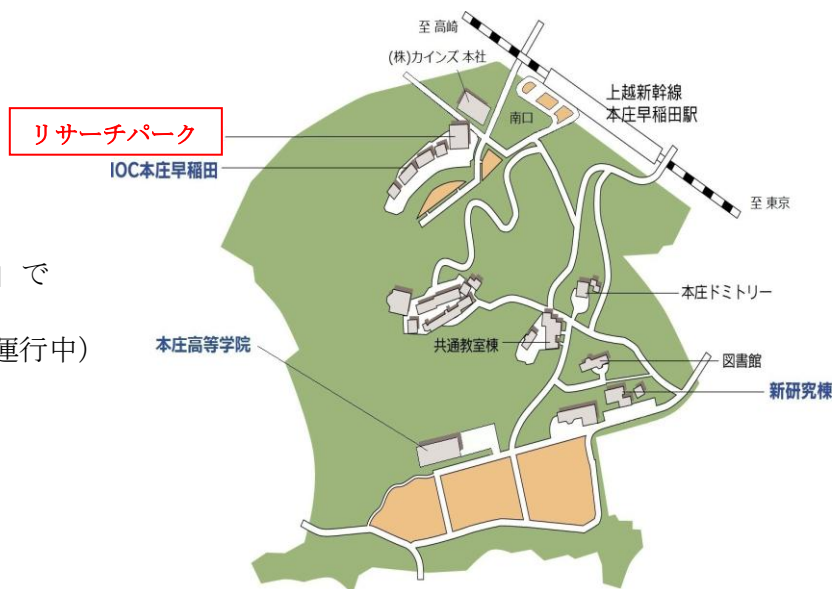 至 高崎
(株)カインズ 本社
上越新幹線
本庄早稲田駅
南口
リサーチパーク
IOC本庄早稲田
至 東京
」で
本庄ドミトリー
運行中）
本庄高等学院
共通教室棟
図書館
新研究棟